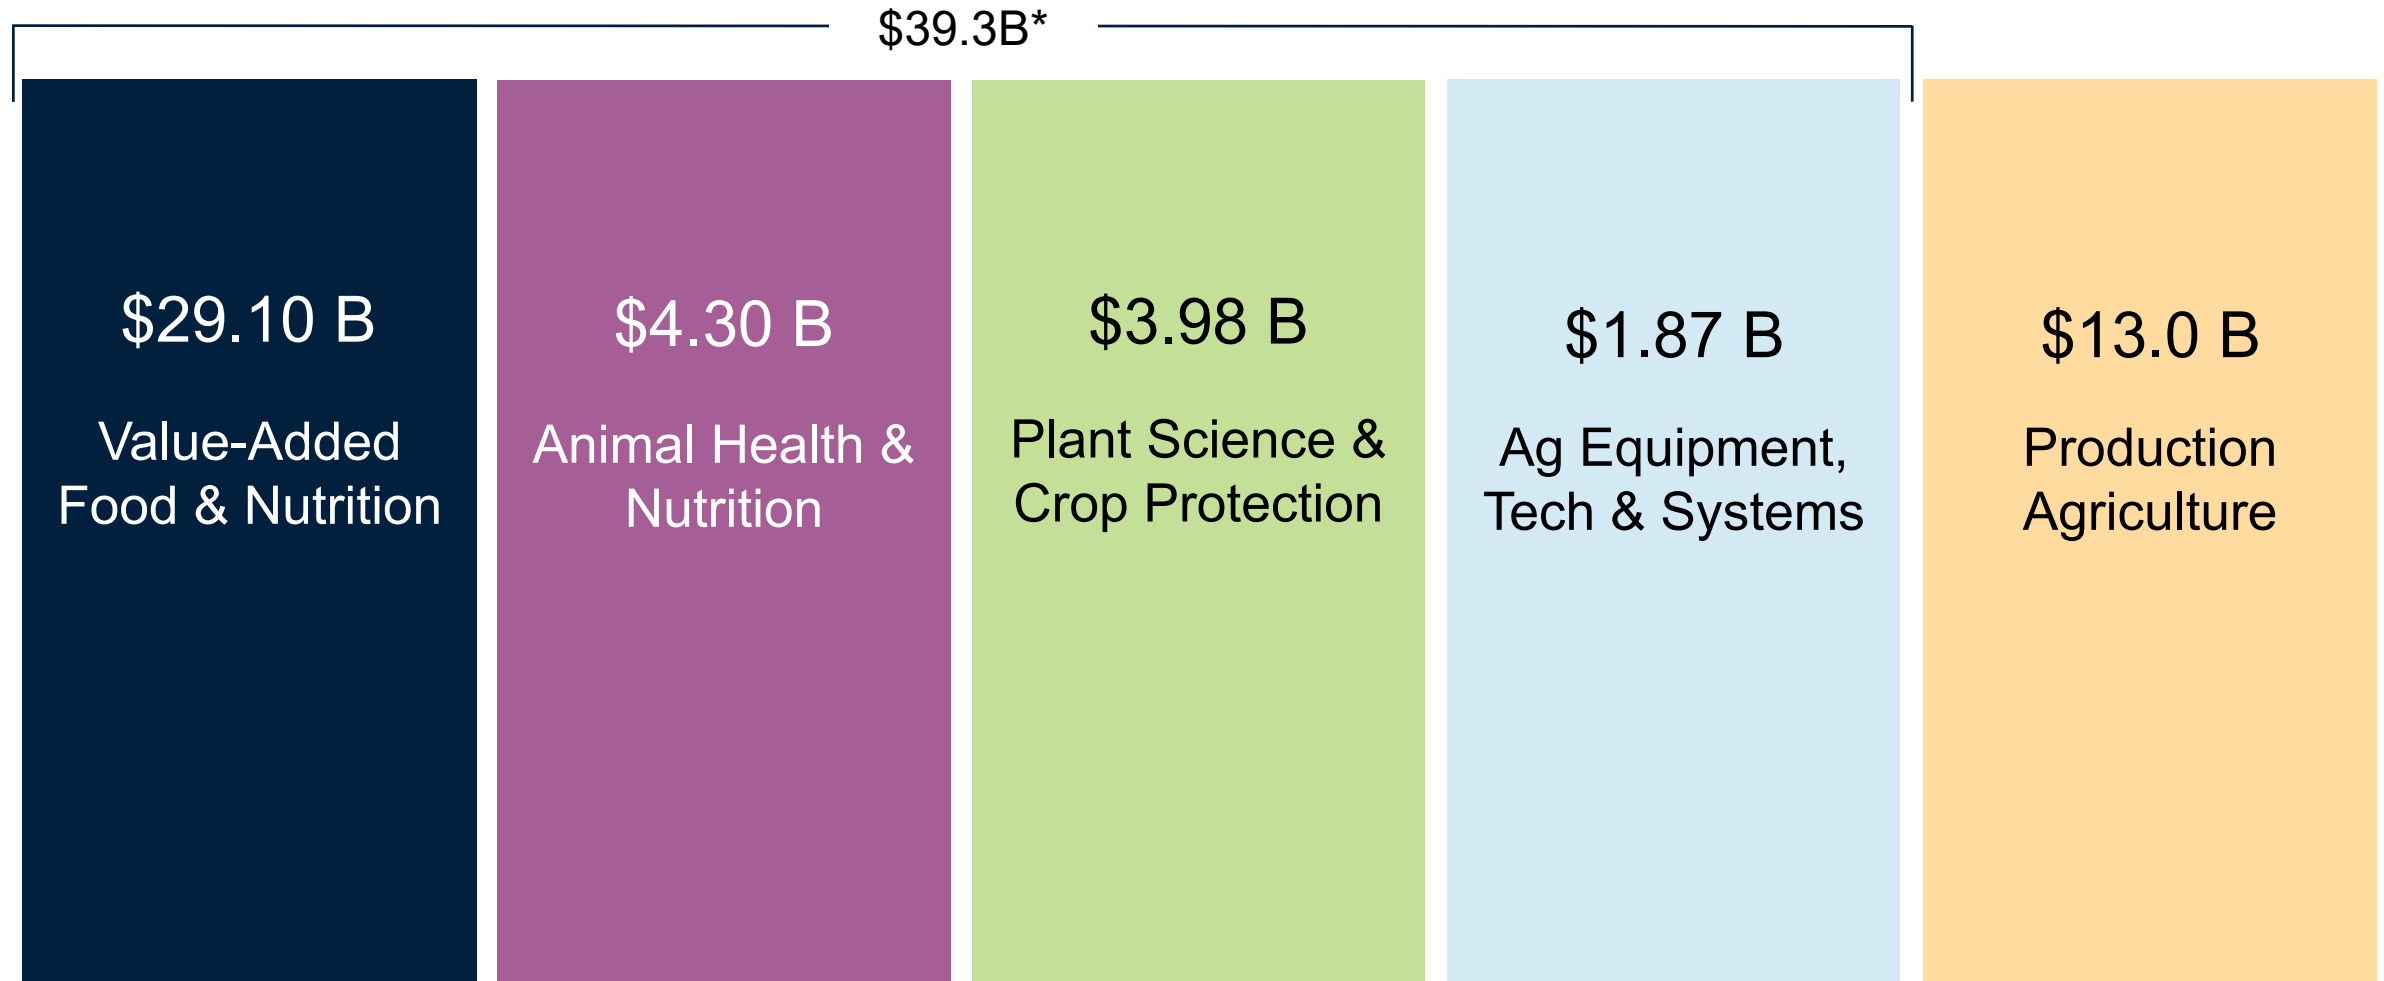 $39.3B*
$29.10 B
Value-Added
Food & Nutrition
$4.30 B
Animal Health &
Nutrition
$3.98 B
Plant Science &
Crop Protection
$1.87 B
Ag Equipment,
Tech & Systems
$13.0 B
Production
Agriculture